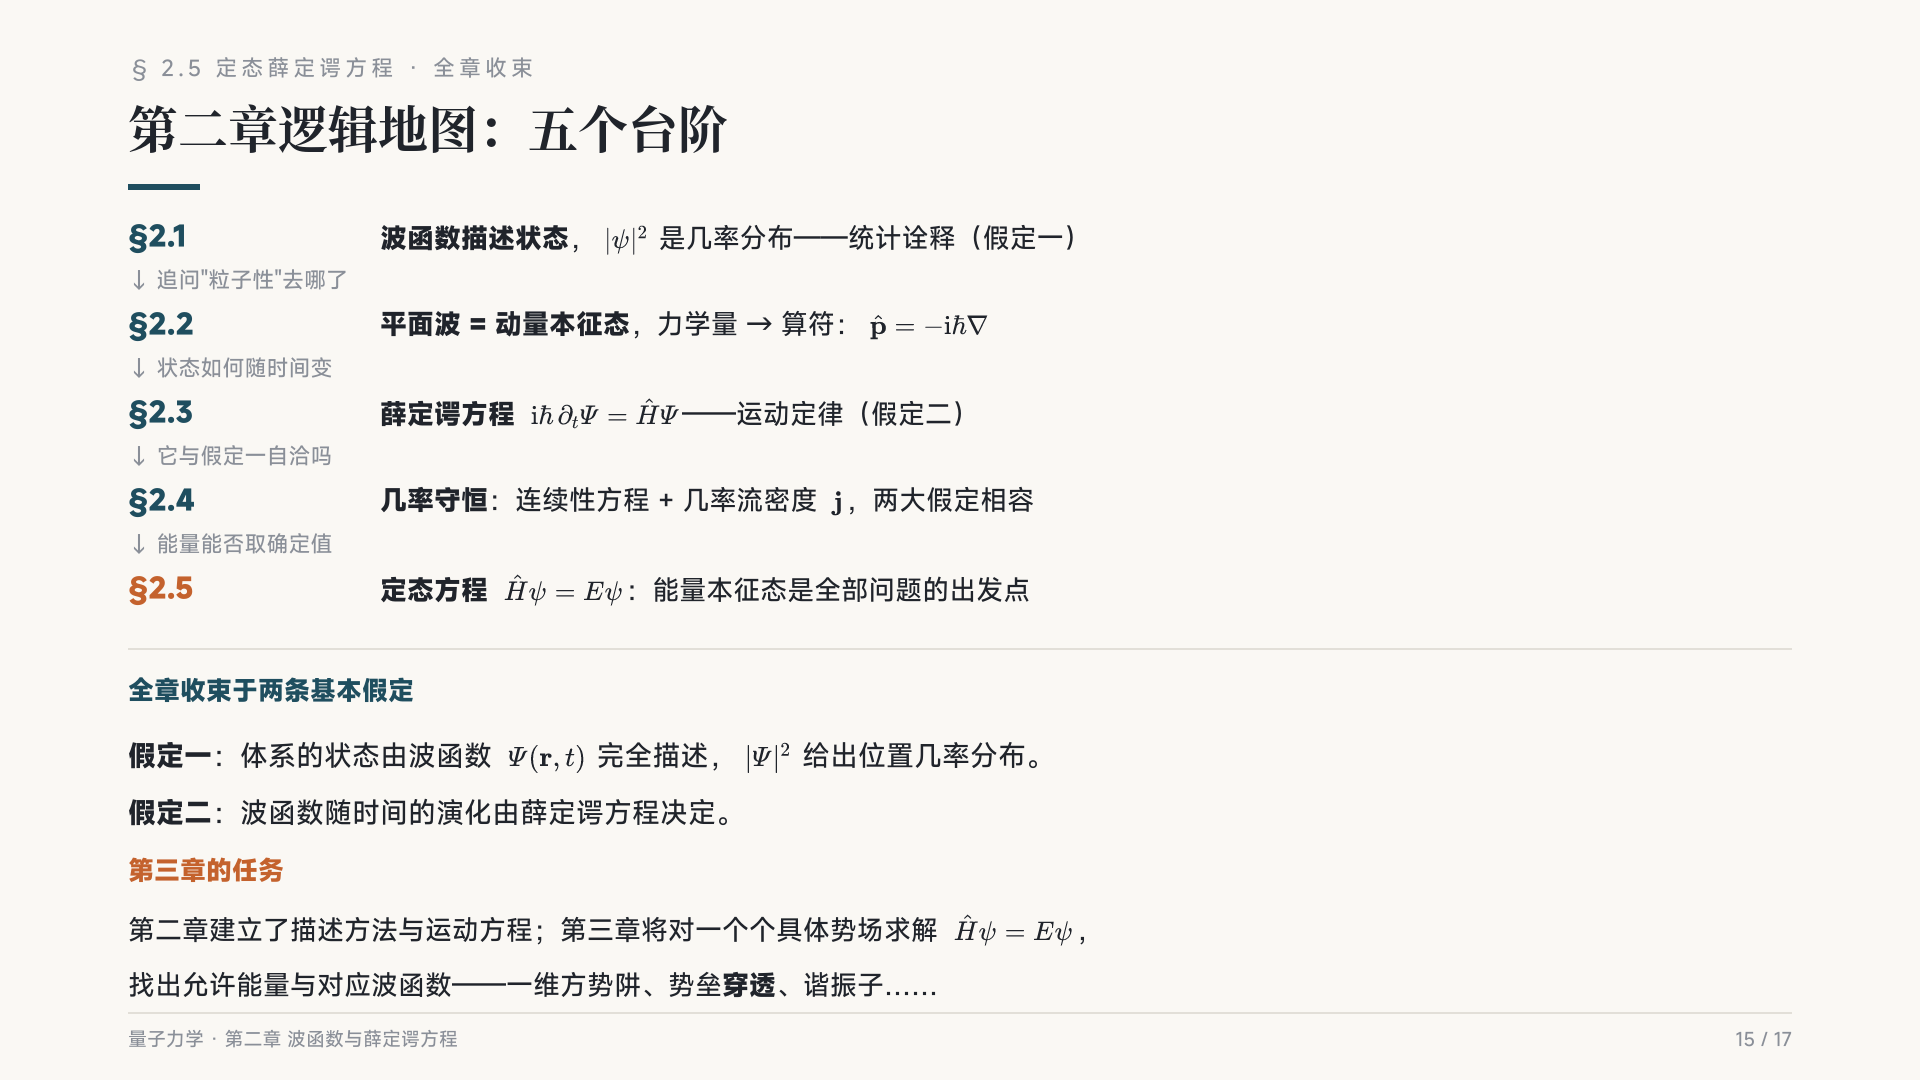 § 2.5 定态薛定谔方程 · 全章收束
第二章逻辑地图：五个台阶
§2.1 波函数描述状态， |ψ|² 是几率分布——统计诠释（假定一）
↓ 追问"粒子性"去哪了
§2.2 平面波 = 动量本征态，力学量 → 算符： p̂ = −iħ∇
↓ 状态如何随时间变
§2.3 薛定谔方程 iħ ∂ₜΨ = ĤΨ——运动定律（假定二）
↓ 它与假定一自洽吗
§2.4 几率守恒：连续性方程 + 几率流密度 j，两大假定相容
↓ 能量能否取确定值
§2.5 定态方程 Ĥψ = Eψ：能量本征态是全部问题的出发点
全章收束于两条基本假定
假定一：体系的状态由波函数 Ψ(r, t) 完全描述， |Ψ|² 给出位置几率分布。
假定二：波函数随时间的演化由薛定谔方程决定。
第三章的任务
第二章建立了描述方法与运动方程；第三章将对一个个具体势场求解 Ĥψ = Eψ，
找出允许能量与对应波函数——一维方势阱、势垒穿透、谐振子……
量子力学 · 第二章 波函数与薛定谔方程
15 / 17